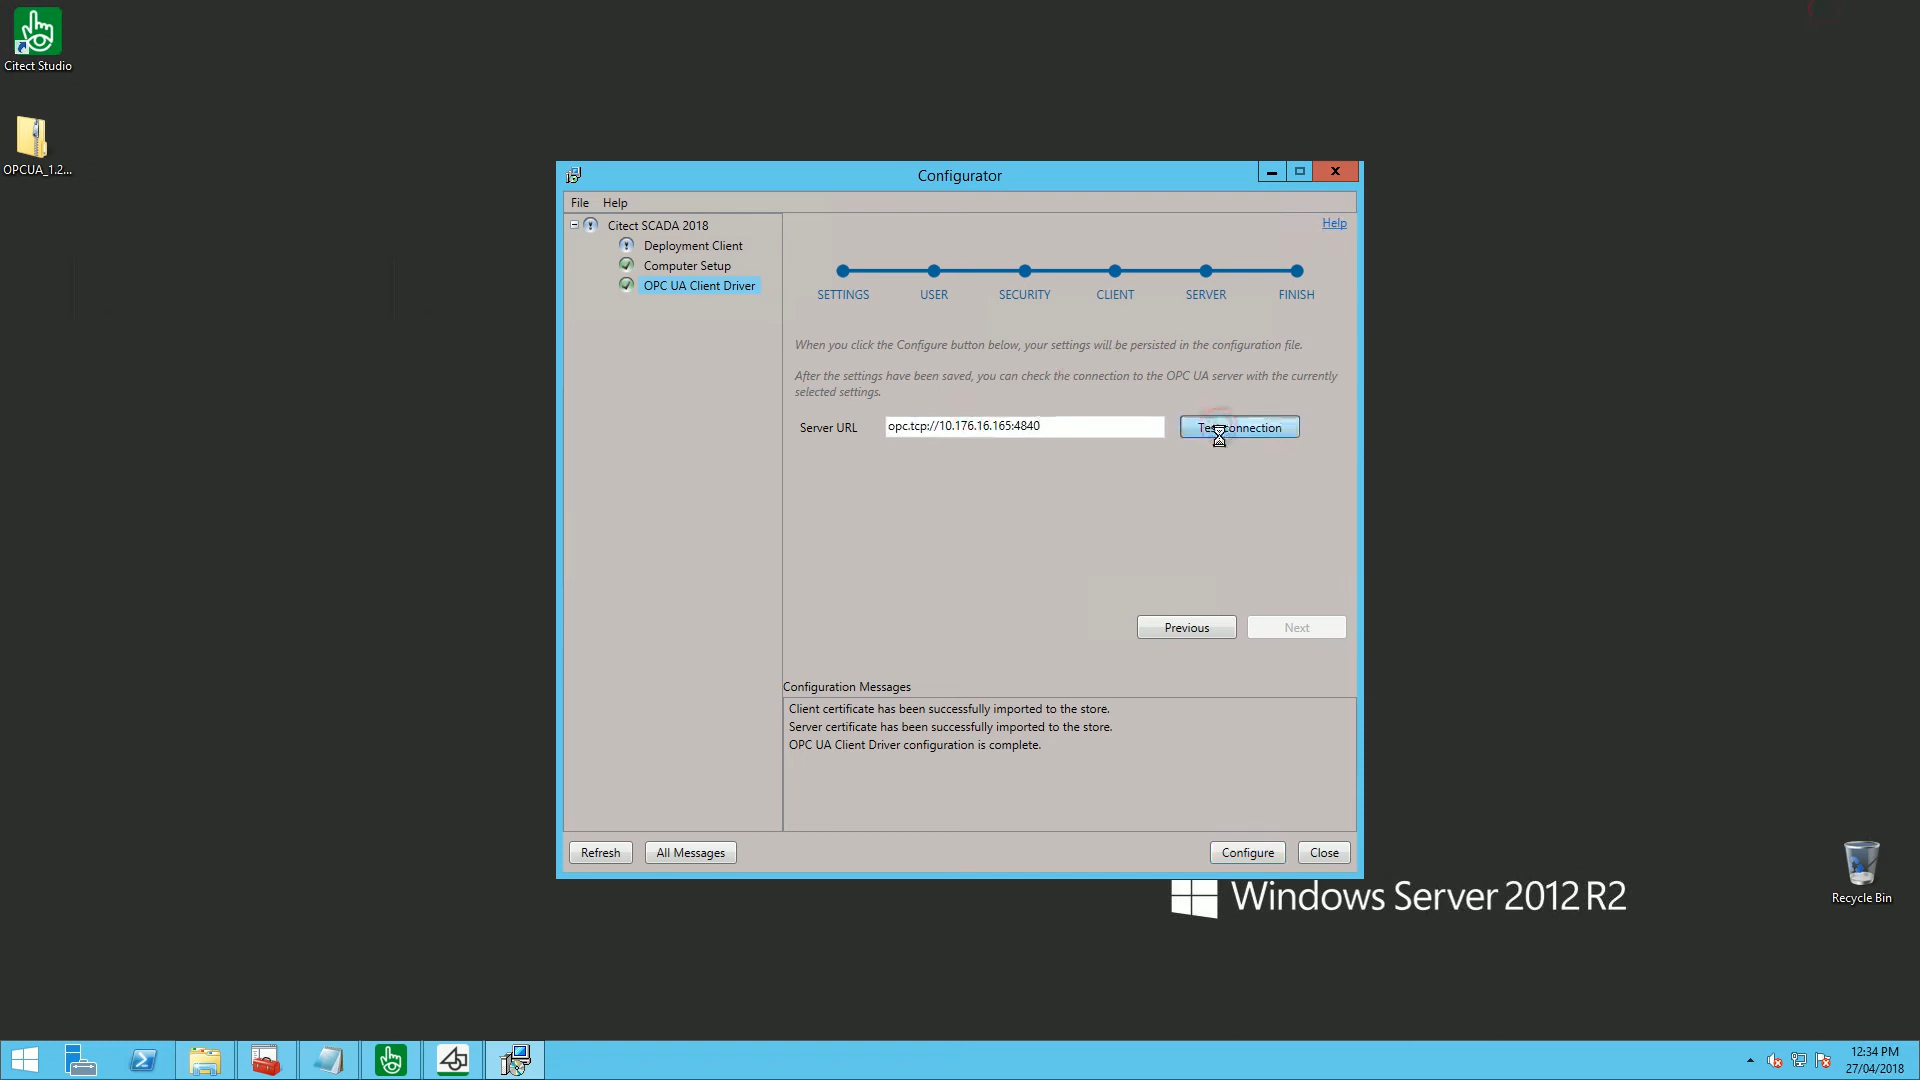 Citect Studio
OPCUA_1.2...
Configurator
File Help
Citect SCADA 2018
Deployment Client
Computer Setup
OPC UA Client Driver
Help
SETTINGS USER SECURITY CLIENT SERVER FINISH
When you click the Configure button below, your settings will be persisted in the configuration file.
After the settings have been saved, you can check the connection to the OPC UA server with the currently
selected settings.
Server URL opc.tcp://10.176.16.165:4840 Test connection
Previous Next
Configuration Messages
Client certificate has been successfully imported to the store.
Server certificate has been successfully imported to the store.
OPC UA Client Driver configuration is complete.
Refresh All Messages Configure Close
Windows Server 2012 R2
Recycle Bin
12:34 PM
27/04/2018